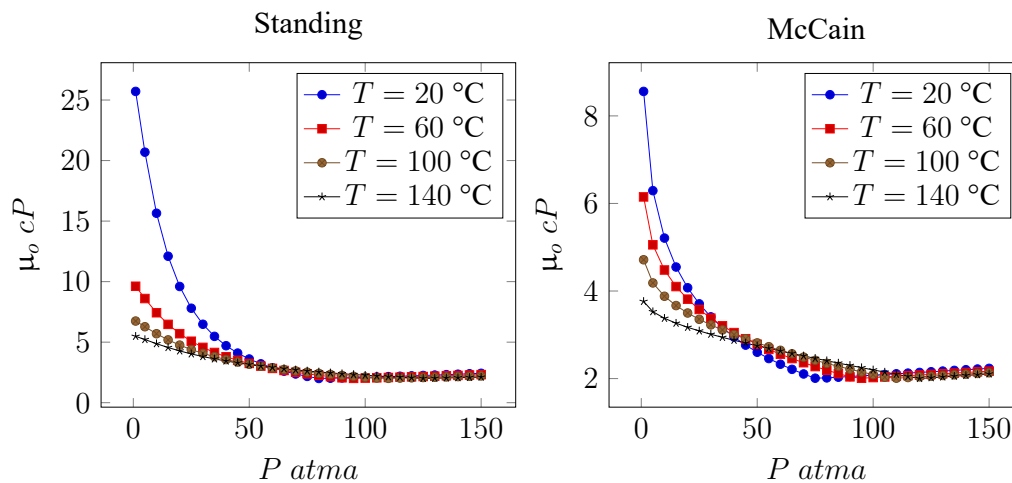 Standing
25
20
15
10
5
0
0 50 100 150
μₒ cP
P atma
T = 20 °C
T = 60 °C
T = 100 °C
T = 140 °C
McCain
8
6
4
2
0 50 100 150
μₒ cP
P atma
T = 20 °C
T = 60 °C
T = 100 °C
T = 140 °C